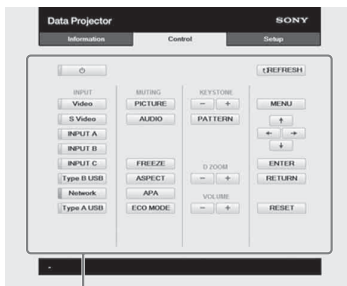 Data Projector SONY
Information Control Setup
REFRESH
INPUT MUTING KEYSTONE
Video PICTURE - + MENU
S Video AUDIO PATTERN
INPUT A
INPUT B
INPUT C FREEZE D ZOOM ENTER
Type B USB ASPECT - + RETURN
Network APA VOLUME
Type A USB ECO MODE - + RESET